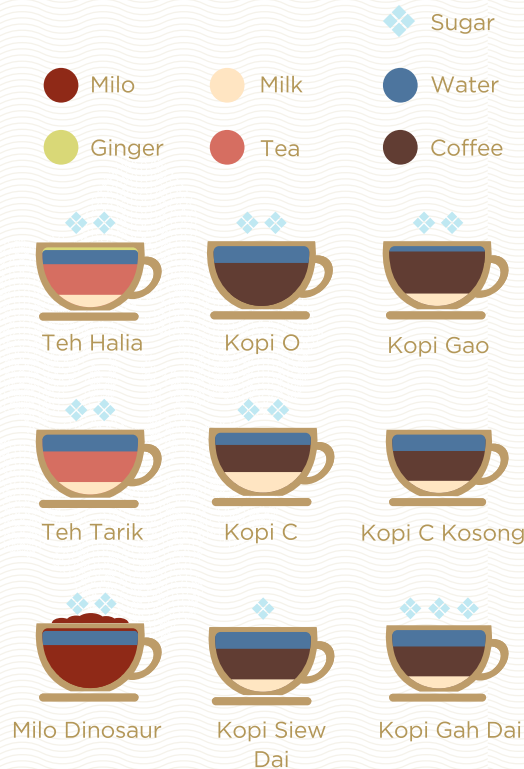 Sugar
Milo
Milk
Water
Ginger
Tea
Coffee
Teh Halia
Kopi O
Kopi Gao
Teh Tarik
Kopi C
Kopi C Kosong
Milo Dinosaur
Kopi Siew
Dai
Kopi Gah Dai